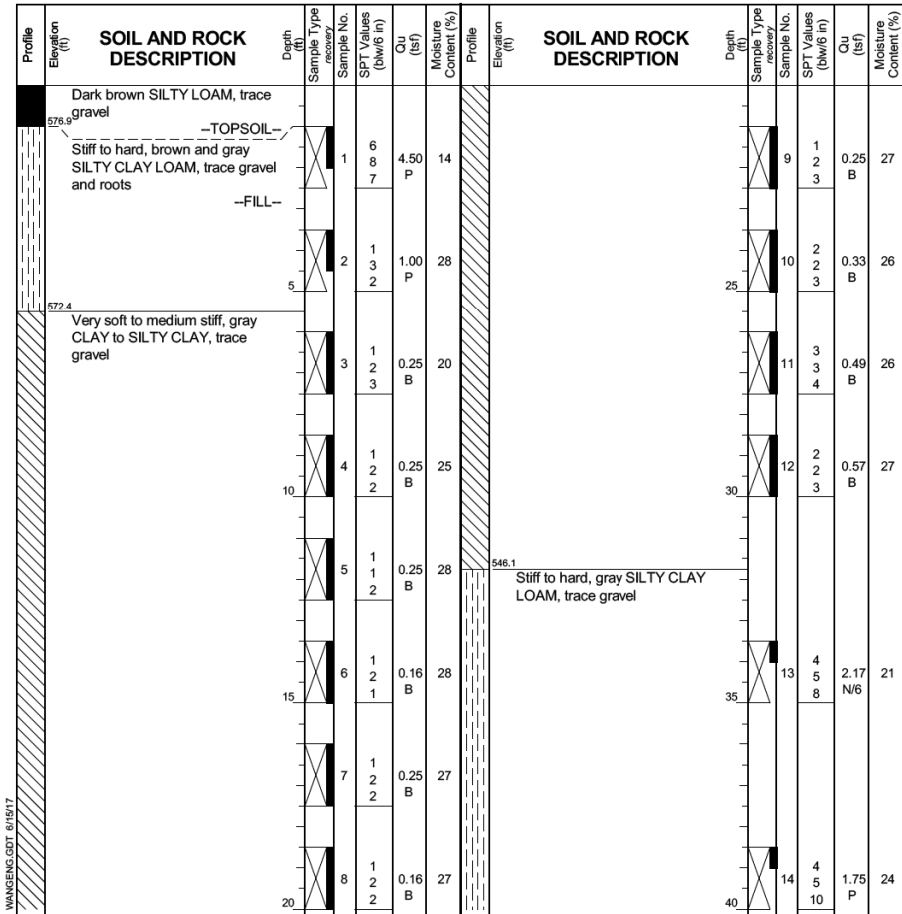 Profile
Elevation (ft)
SOIL AND ROCK
DESCRIPTION
Depth (ft)
Sample Type
recovery
Sample No.
SPT Values
(blw/6 in)
Qu
(tsf)
Moisture
Content (%)
Profile
Elevation (ft)
SOIL AND ROCK
DESCRIPTION
Depth (ft)
Sample Type
recovery
Sample No.
SPT Values
(blw/6 in)
Qu
(tsf)
Moisture
Content (%)
Dark brown SILTY LOAM, trace
gravel
576.9
--TOPSOIL--
Stiff to hard, brown and gray
SILTY CLAY LOAM, trace gravel
and roots
--FILL--
1
6
8
7
4.50
P
14
2
1
3
2
1.00
P
28
5
572.4
Very soft to medium stiff, gray
CLAY to SILTY CLAY, trace
gravel
3
1
2
3
0.25
B
20
4
1
2
2
0.25
B
25
10
5
1
1
2
0.25
B
28
6
1
2
1
0.16
B
28
15
7
1
2
2
0.25
B
27
8
1
2
2
0.16
B
27
20
9
1
2
3
0.25
B
27
10
2
2
3
0.33
B
26
25
11
3
3
4
0.49
B
26
12
2
2
3
0.57
B
27
30
546.1
Stiff to hard, gray SILTY CLAY
LOAM, trace gravel
13
4
5
8
2.17
N/6
21
35
14
4
5
10
1.75
P
24
40
WANGENG.GDT 6/15/17